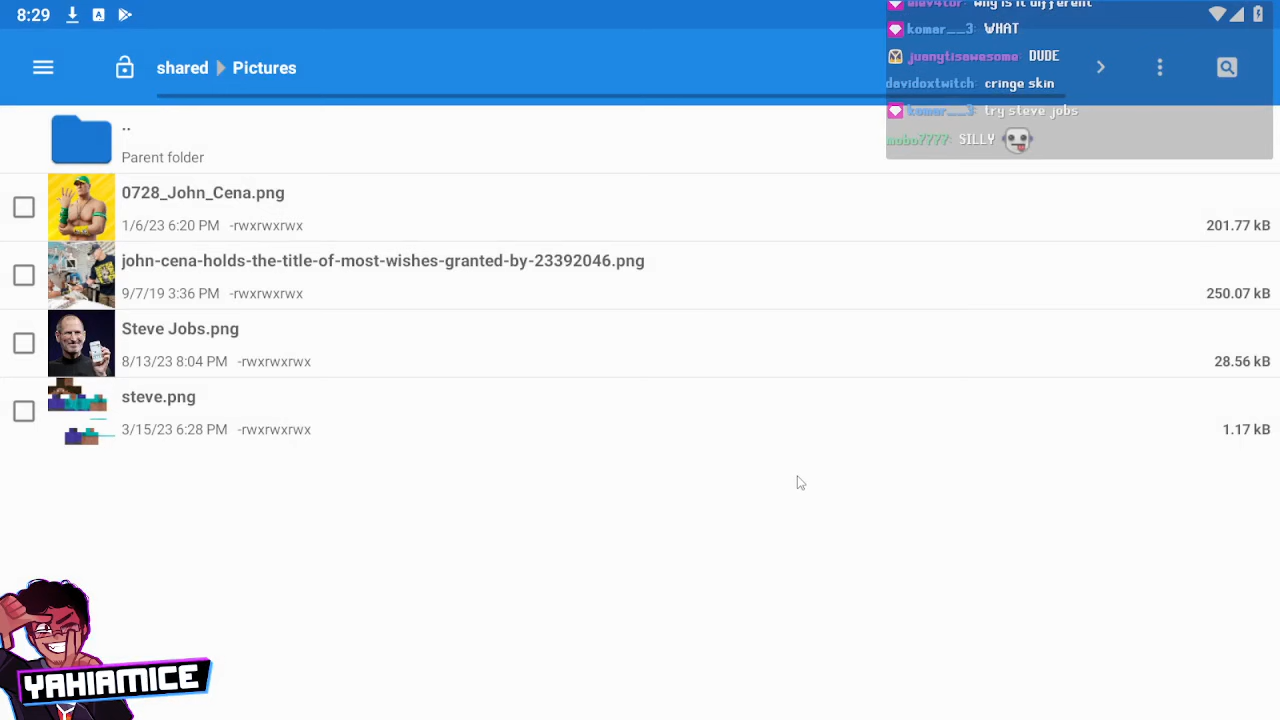 8:29
A
shared Pictures
elev4tor: why is it different
komar__3: WHAT
juanytisawesome: DUDE
davidoxtwitch: cringe skin
komar__3: try steve jobs
mobo7777: SILLY
..
Parent folder
0728_John_Cena.png
1/6/23 6:20 PM -rwxrwxrwx
201.77 kB
john-cena-holds-the-title-of-most-wishes-granted-by-23392046.png
9/7/19 3:36 PM -rwxrwxrwx
250.07 kB
Steve Jobs.png
8/13/23 8:04 PM -rwxrwxrwx
28.56 kB
steve.png
3/15/23 6:28 PM -rwxrwxrwx
1.17 kB
YAHIAMICE